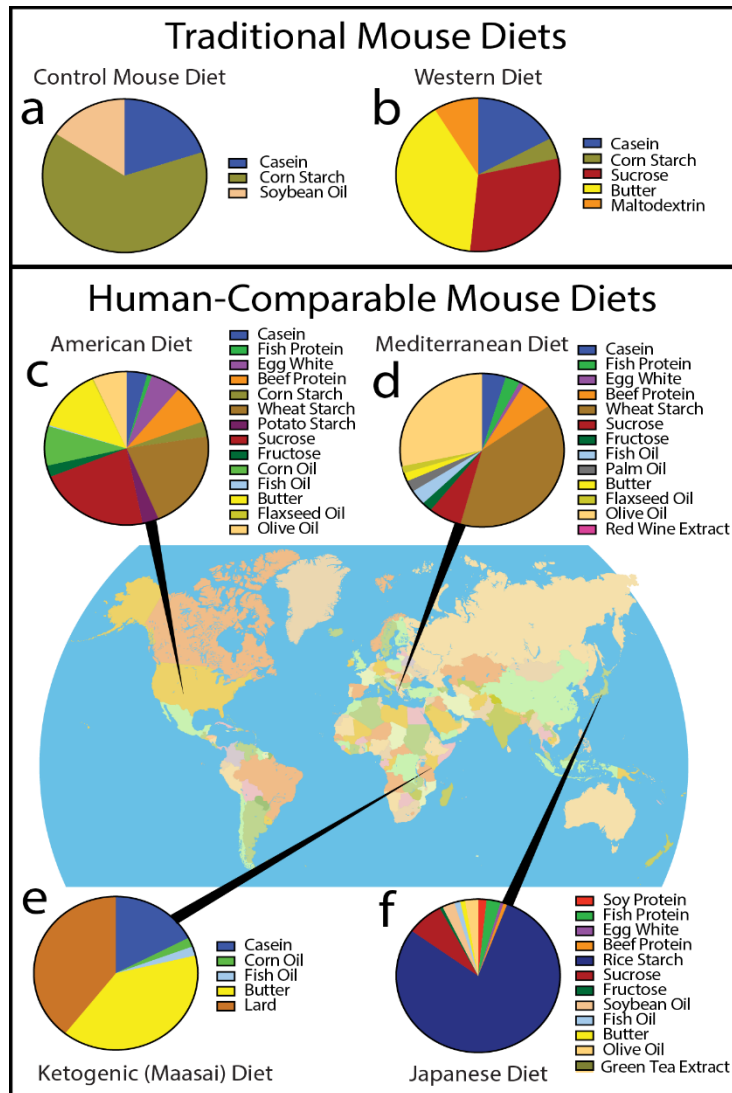 Traditional Mouse Diets
Control Mouse Diet
a
Casein
Corn Starch
Soybean Oil
Western Diet
b
Casein
Corn Starch
Sucrose
Butter
Maltodextrin
Human-Comparable Mouse Diets
American Diet
c
Casein
Fish Protein
Egg White
Beef Protein
Corn Starch
Wheat Starch
Potato Starch
Sucrose
Fructose
Corn Oil
Fish Oil
Butter
Flaxseed Oil
Olive Oil
Mediterranean Diet
d
Casein
Fish Protein
Egg White
Beef Protein
Wheat Starch
Sucrose
Fructose
Fish Oil
Palm Oil
Butter
Flaxseed Oil
Olive Oil
Red Wine Extract
e
Casein
Corn Oil
Fish Oil
Butter
Lard
Ketogenic (Maasai) Diet
f
Soy Protein
Fish Protein
Egg White
Beef Protein
Rice Starch
Sucrose
Fructose
Soybean Oil
Fish Oil
Butter
Olive Oil
Green Tea Extract
Japanese Diet